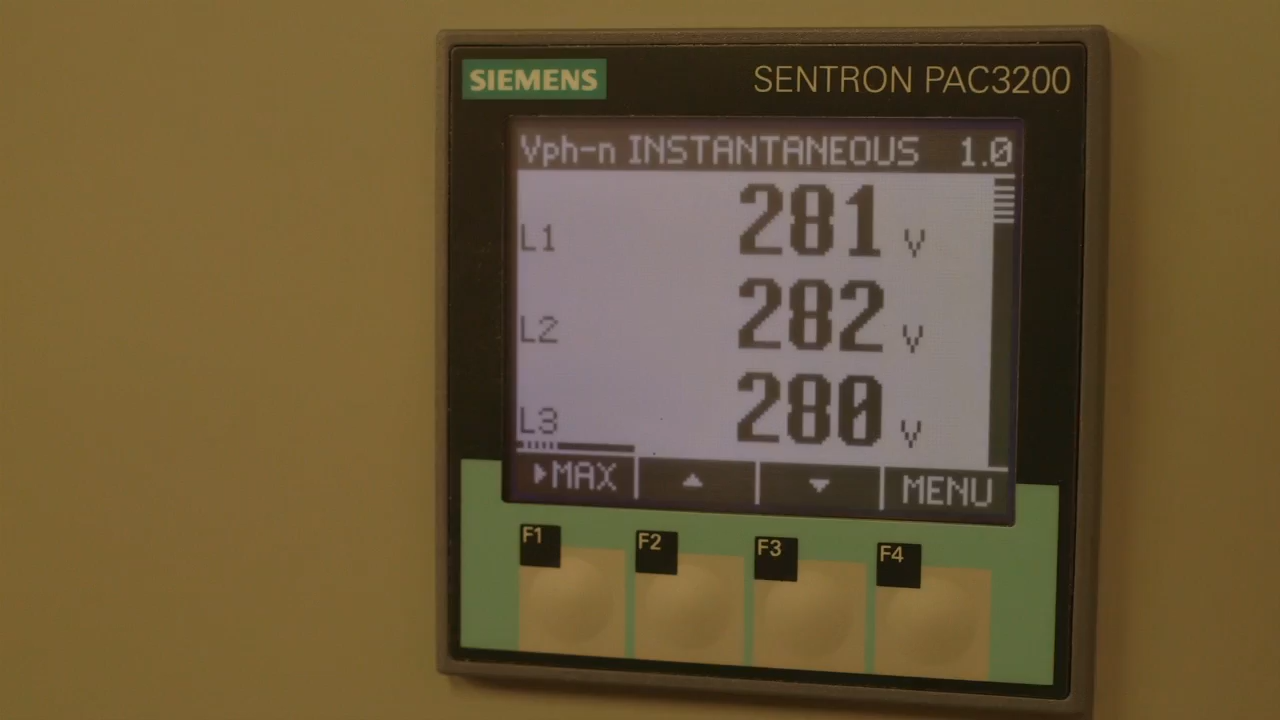 SIEMENS SENTRON PAC3200
Vph-n INSTANTANEOUS 1.0
L1 281 V
L2 282 V
L3 280 V
MAX MENU
F1 F2 F3 F4